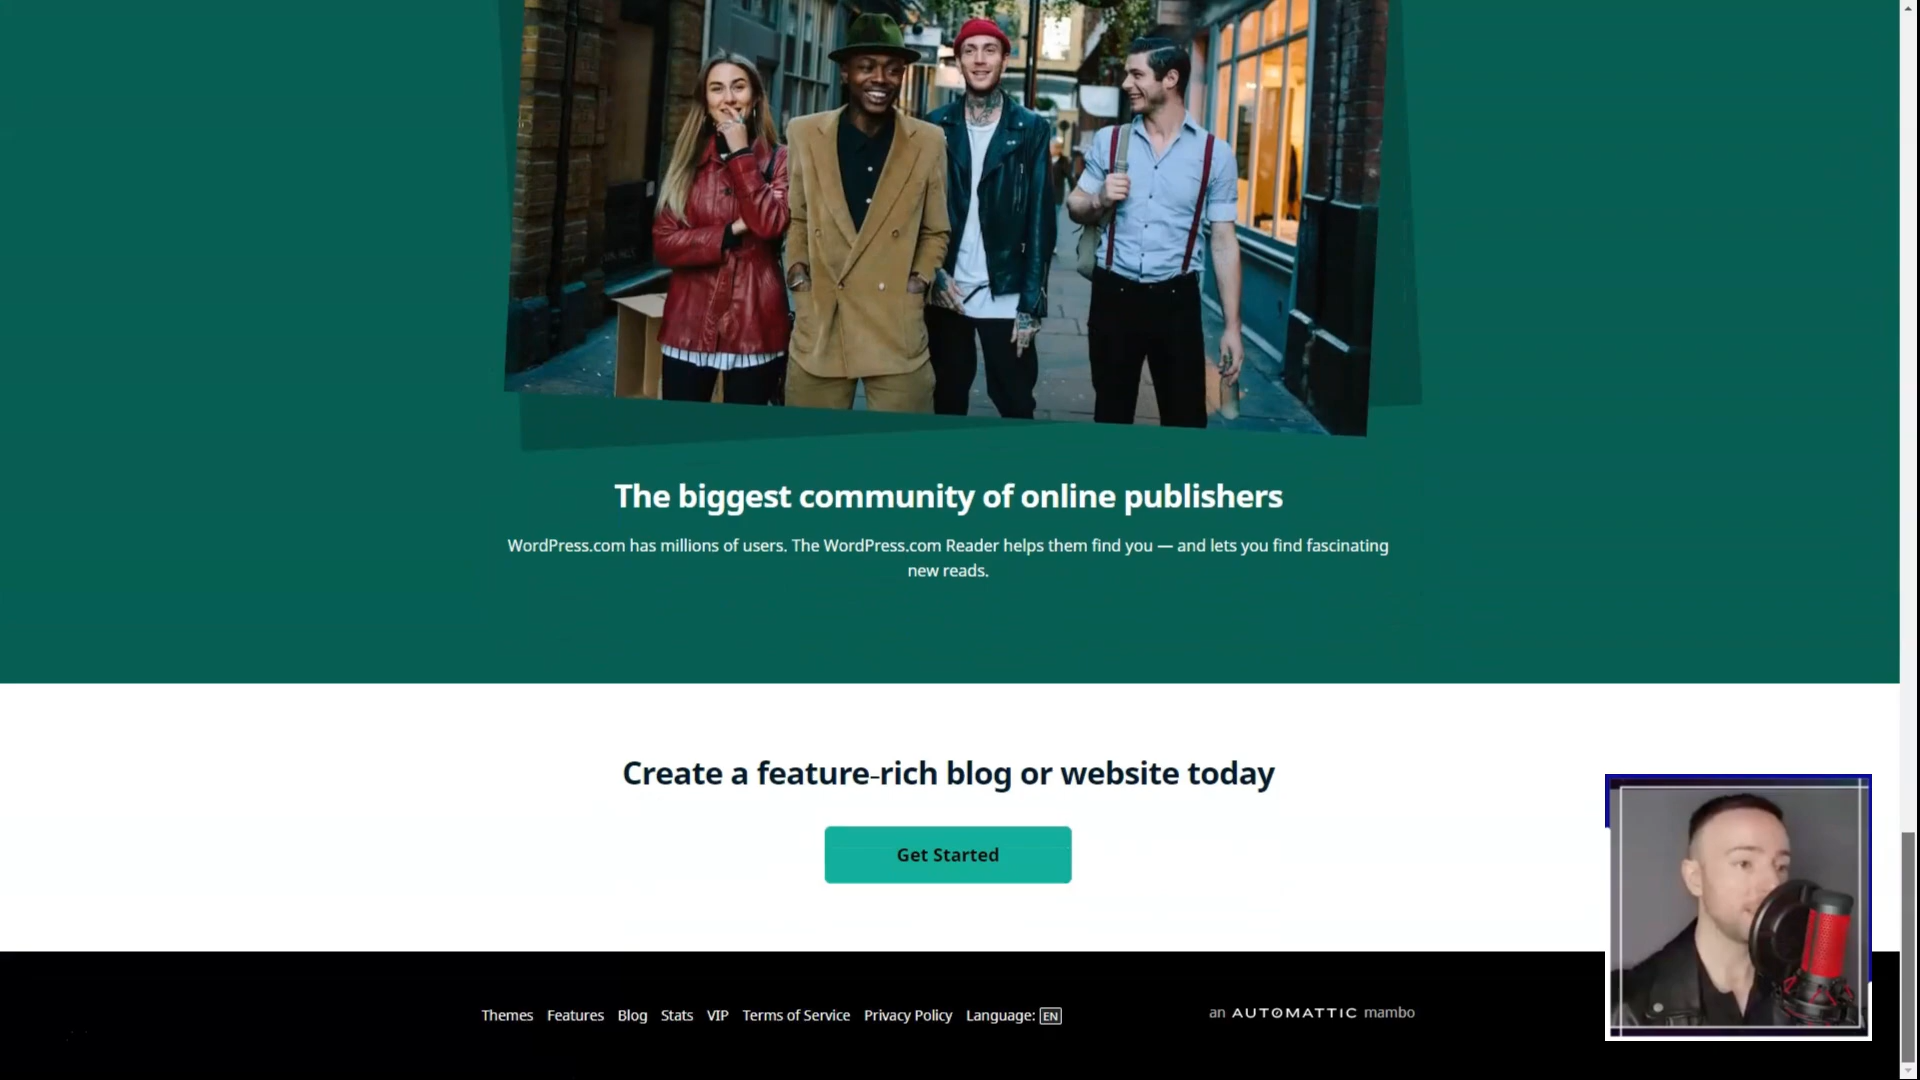 The biggest community of online publishers
WordPress.com has millions of users. The WordPress.com Reader helps them find you — and lets you find fascinating
new reads.
Create a feature-rich blog or website today
Get Started
Themes Features Blog Stats VIP Terms of Service Privacy Policy Language: EN
an AUTOMATTIC mambo